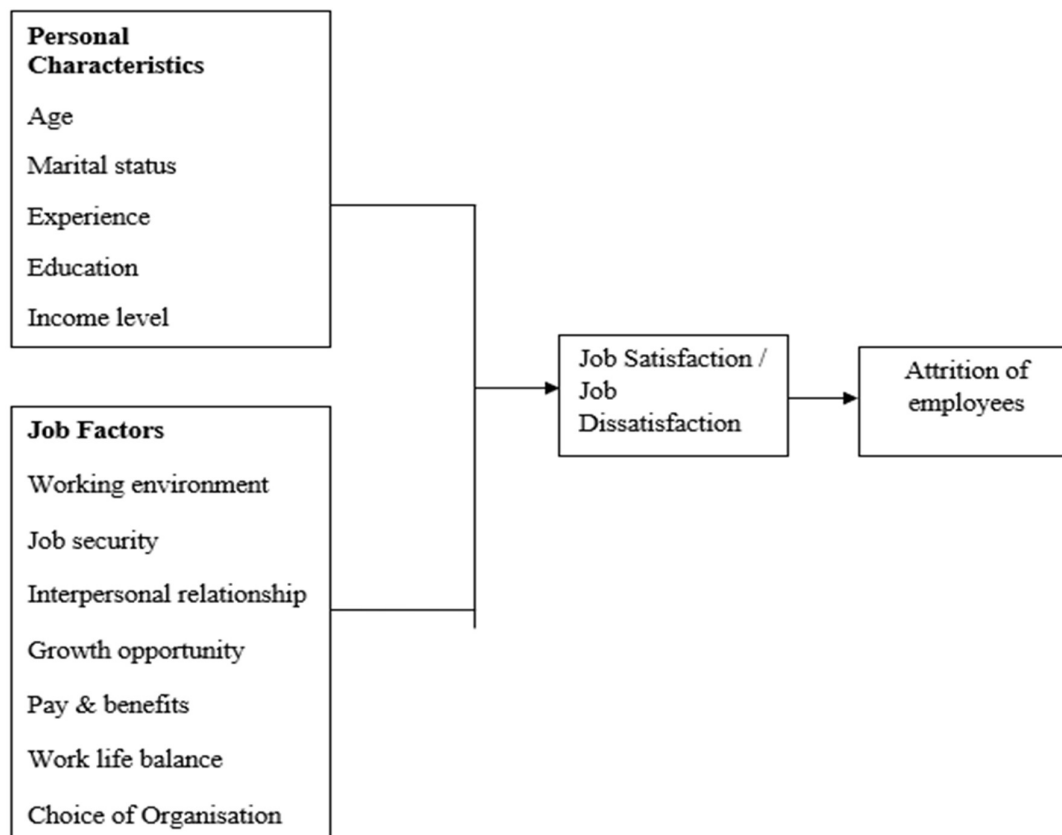 Personal
Characteristics
Age
Marital status
Experience
Education
Income level
Job Factors
Working environment
Job security
Interpersonal relationship
Growth opportunity
Pay & benefits
Work life balance
Choice of Organisation
Job Satisfaction /
Job
Dissatisfaction
Attrition of
employees